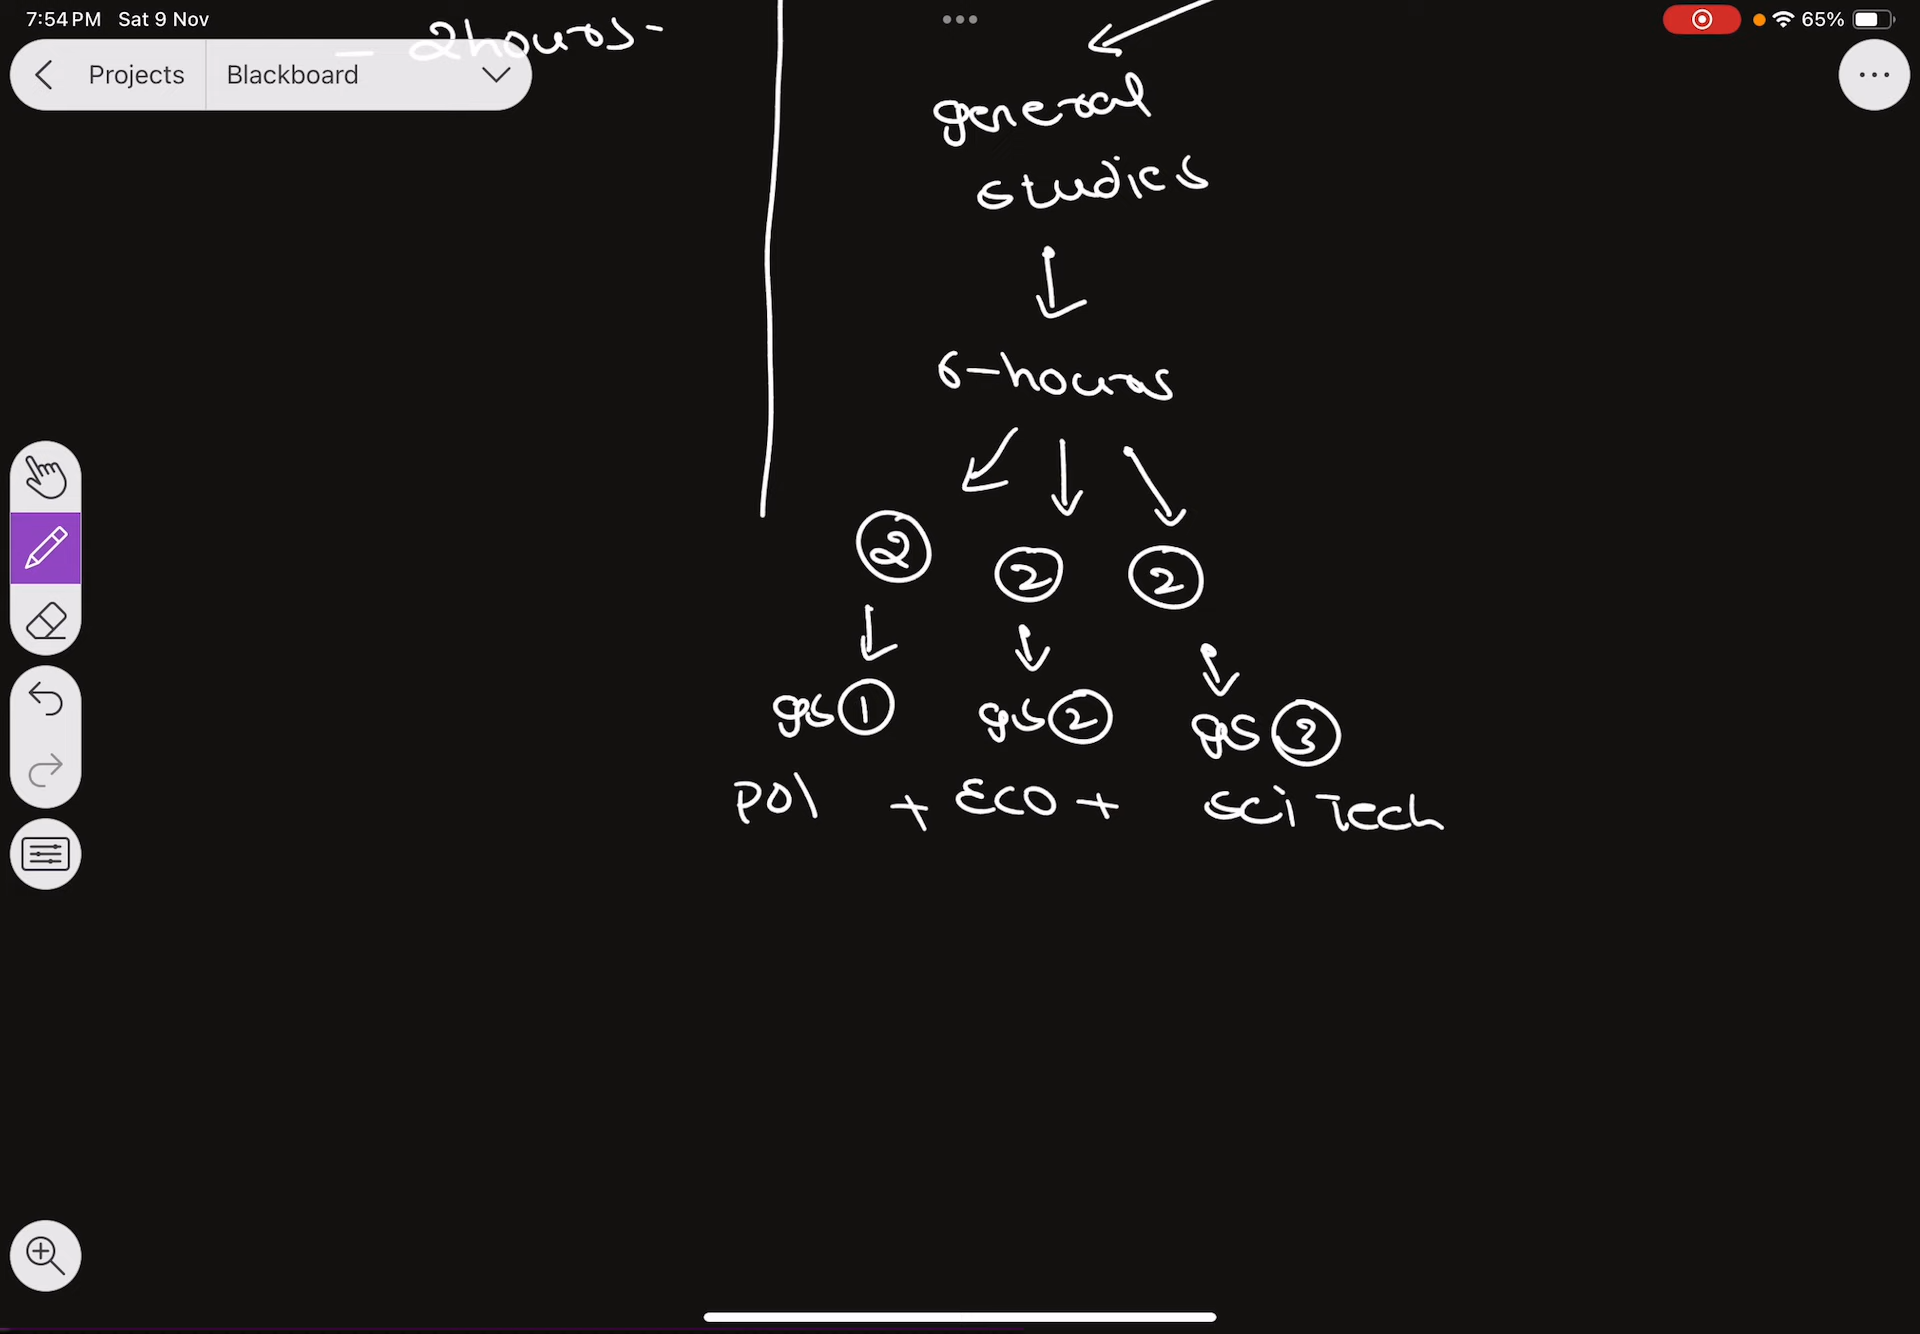 7:54 PM Sat 9 Nov
65%
- 2hours-
Projects
Blackboard
general
studies
6-hours
2 2 2
gs 1 gs 2 gs 3
pol + ECO + sci Tech